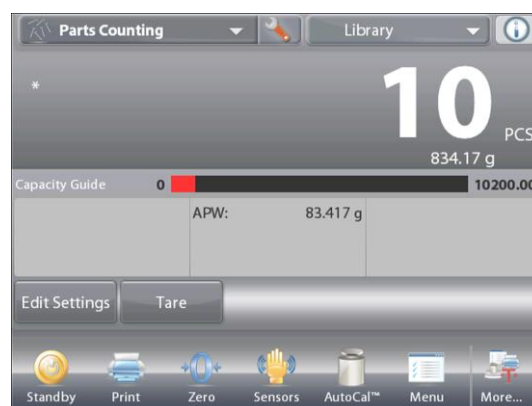 Parts Counting Library
*
10 PCS
834.17 g
Capacity Guide 0 10200.00
APW: 83.417 g
Edit Settings Tare
Standby Print Zero Sensors AutoCal™ Menu More...